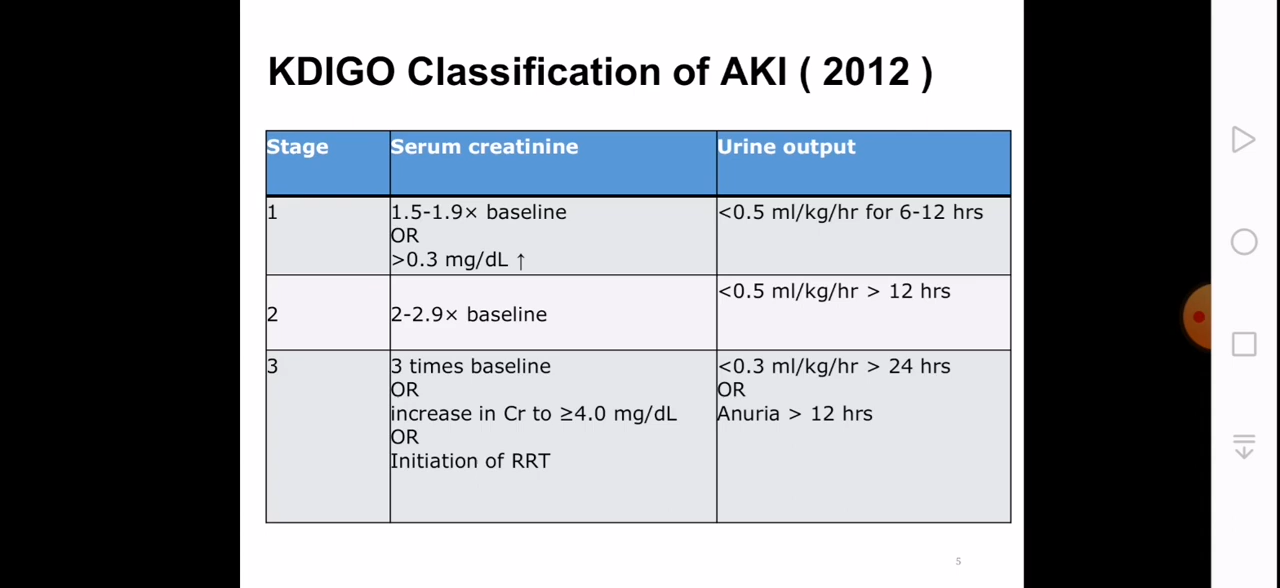 KDIGO Classification of AKI ( 2012 )
Stage
Serum creatinine
Urine output
1
1.5-1.9× baseline
OR
>0.3 mg/dL ↑
<0.5 ml/kg/hr for 6-12 hrs
2
2-2.9× baseline
<0.5 ml/kg/hr > 12 hrs
3
3 times baseline
OR
increase in Cr to ≥4.0 mg/dL
OR
Initiation of RRT
<0.3 ml/kg/hr > 24 hrs
OR
Anuria > 12 hrs
5